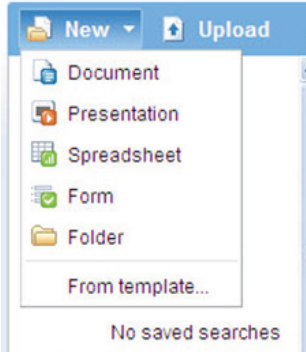 New Upload
Document
Presentation
Spreadsheet
Form
Folder
From template...
No saved searches